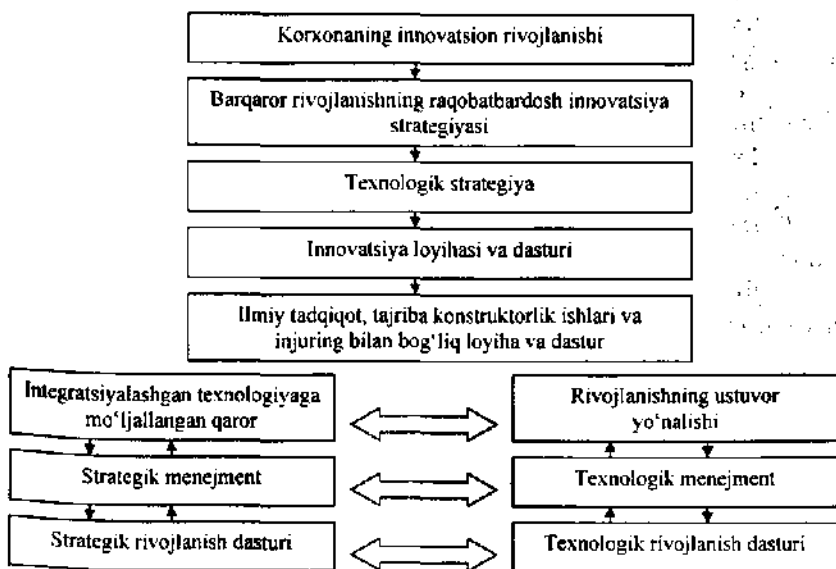 Korxonaning innovatsion rivojlanishi
Barqaror rivojlanishning raqobatbardosh innovatsiya
strategiyasi
Texnologik strategiya
Innovatsiya loyihasi va dasturi
Ilmiy tadqiqot, tajriba konstruktorlik ishlari va
injuring bilan bog‘liq loyiha va dastur
Integratsiyalashgan texnologiyaga
mo‘ljallangan qaror
Rivojlanishning ustuvor
yo‘nalishi
Strategik menejment
Texnologik menejment
Strategik rivojlanish dasturi
Texnologik rivojlanish dasturi